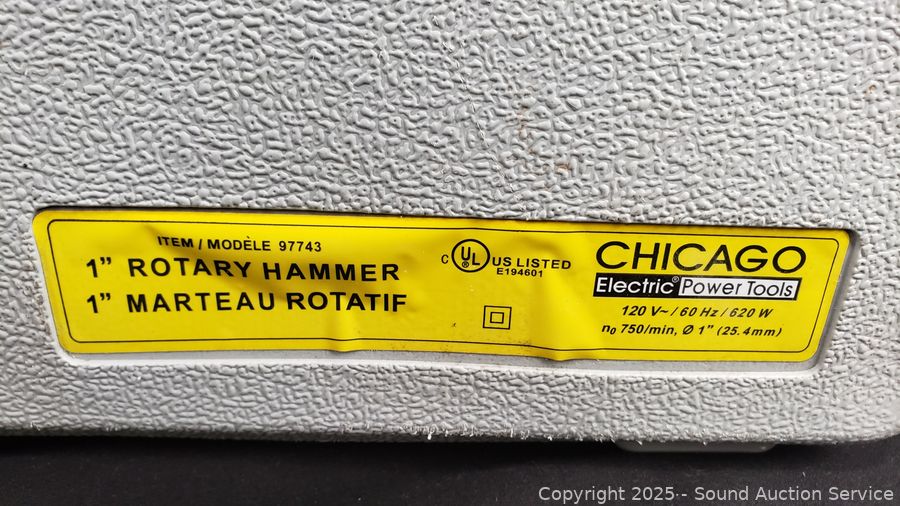 ITEM / MODÈLE 97743
1” ROTARY HAMMER
1” MARTEAU ROTATIF
C UL ® US LISTED
E194601
CHICAGO
Electric® Power Tools
120 V~ / 60 Hz / 620 W
n₀ 750/min, Ø 1” (25.4mm)
Copyright 2025 - Sound Auction Service